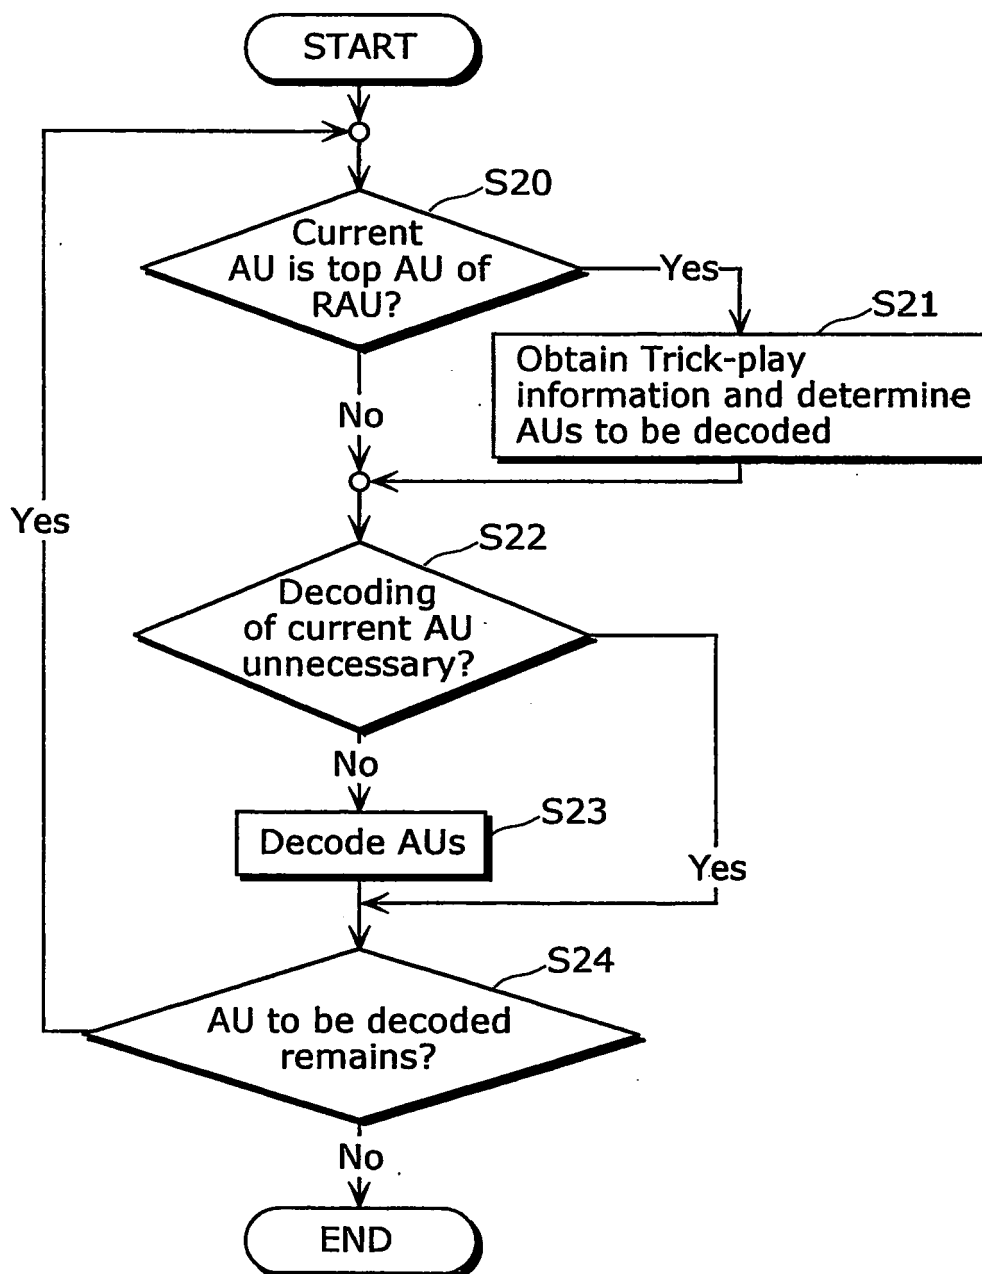 START
S20
Current
AU is top AU of
RAU?
Yes
S21
Obtain Trick-play
information and determine
AUs to be decoded
No
Yes
S22
Decoding
of current AU
unnecessary?
No
S23
Decode AUs
Yes
S24
AU to be decoded
remains?
No
END